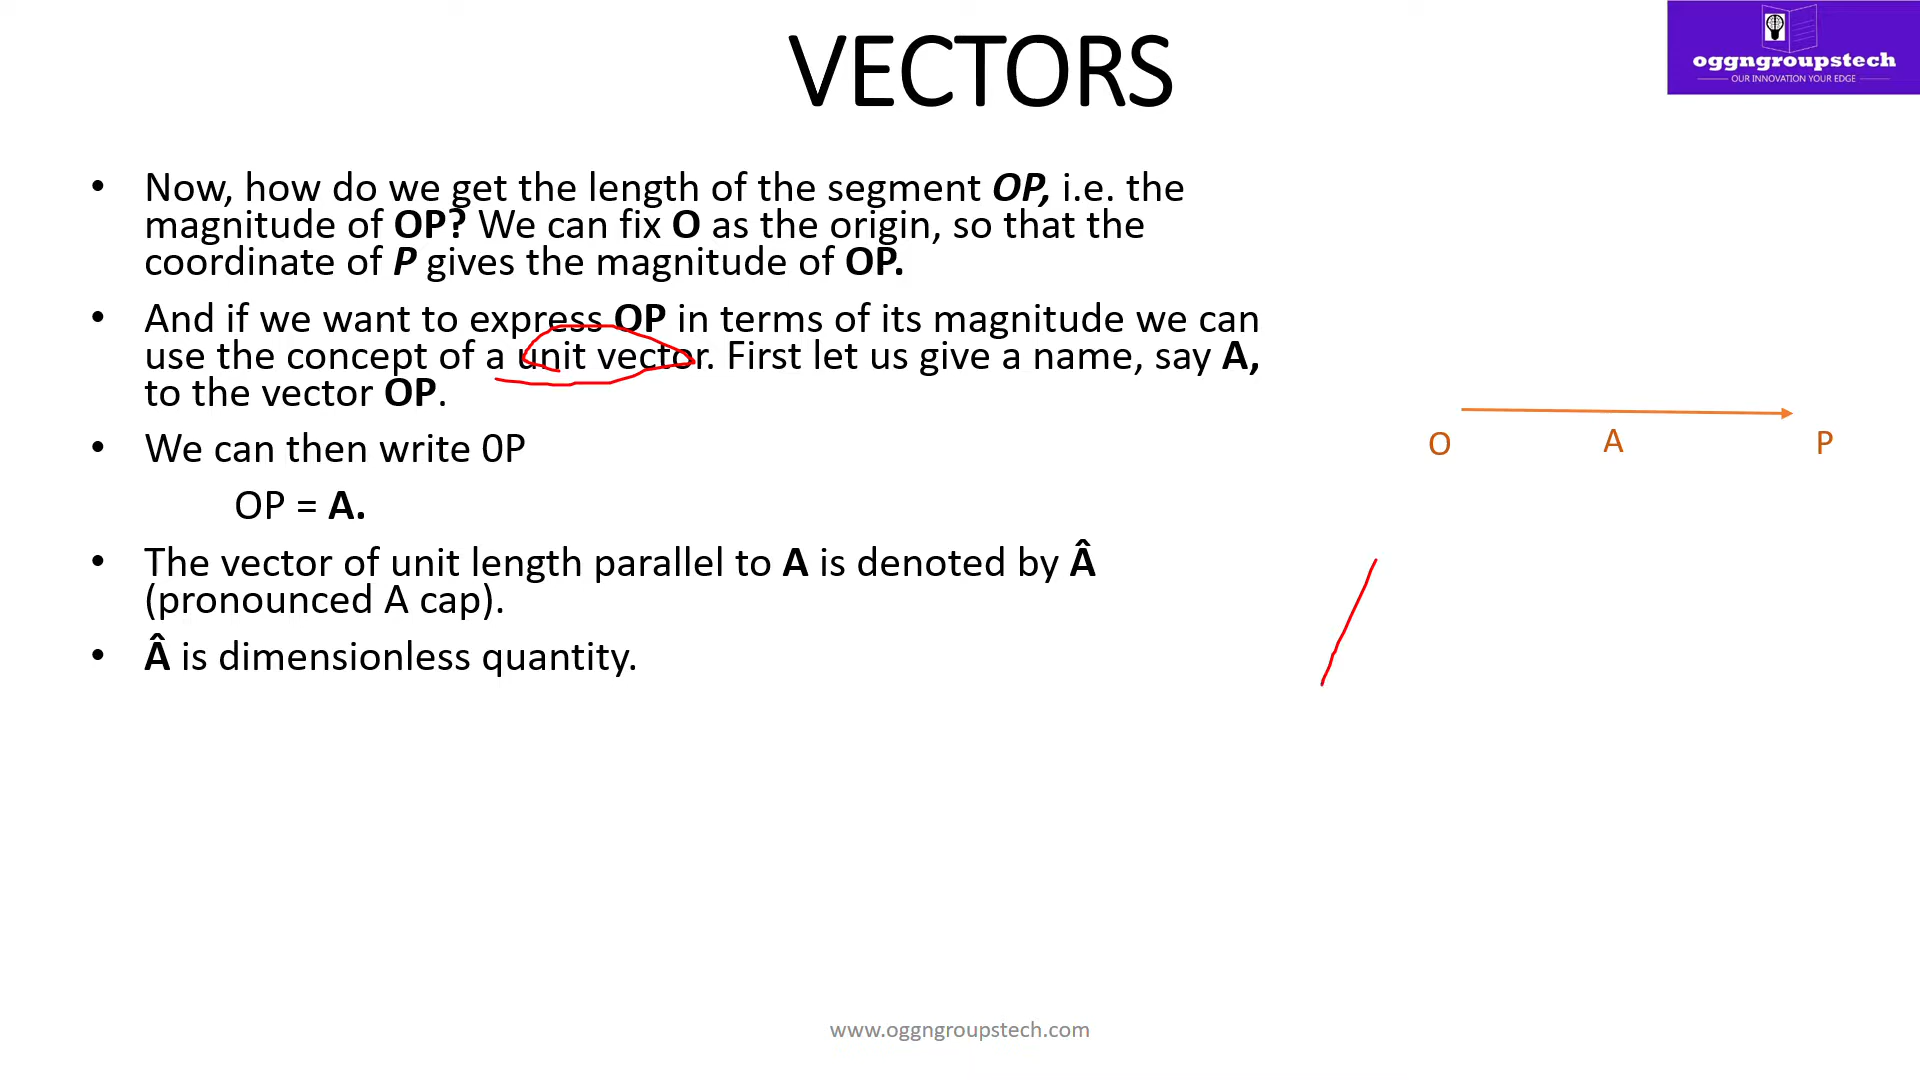 VECTORS
oggngroupstech
OUR INNOVATION YOUR EDGE
• Now, how do we get the length of the segment OP, i.e. the
magnitude of OP? We can fix O as the origin, so that the
coordinate of P gives the magnitude of OP.
• And if we want to express OP in terms of its magnitude we can
use the concept of a unit vector. First let us give a name, say A,
to the vector OP.
• We can then write 0P
OP = A.
• The vector of unit length parallel to A is denoted by Â
(pronounced A cap).
• Â is dimensionless quantity.
O A P
www.oggngroupstech.com